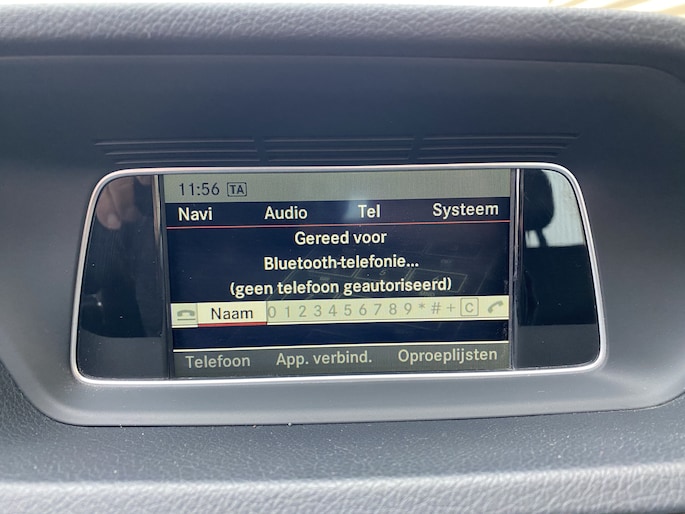 11:56 TA
Navi Audio Tel Systeem
Gereed voor
Bluetooth-telefonie...
(geen telefoon geautoriseerd)
Naam 0 1 2 3 4 5 6 7 8 9 * # + C
Telefoon App. verbind. Oproeplijsten